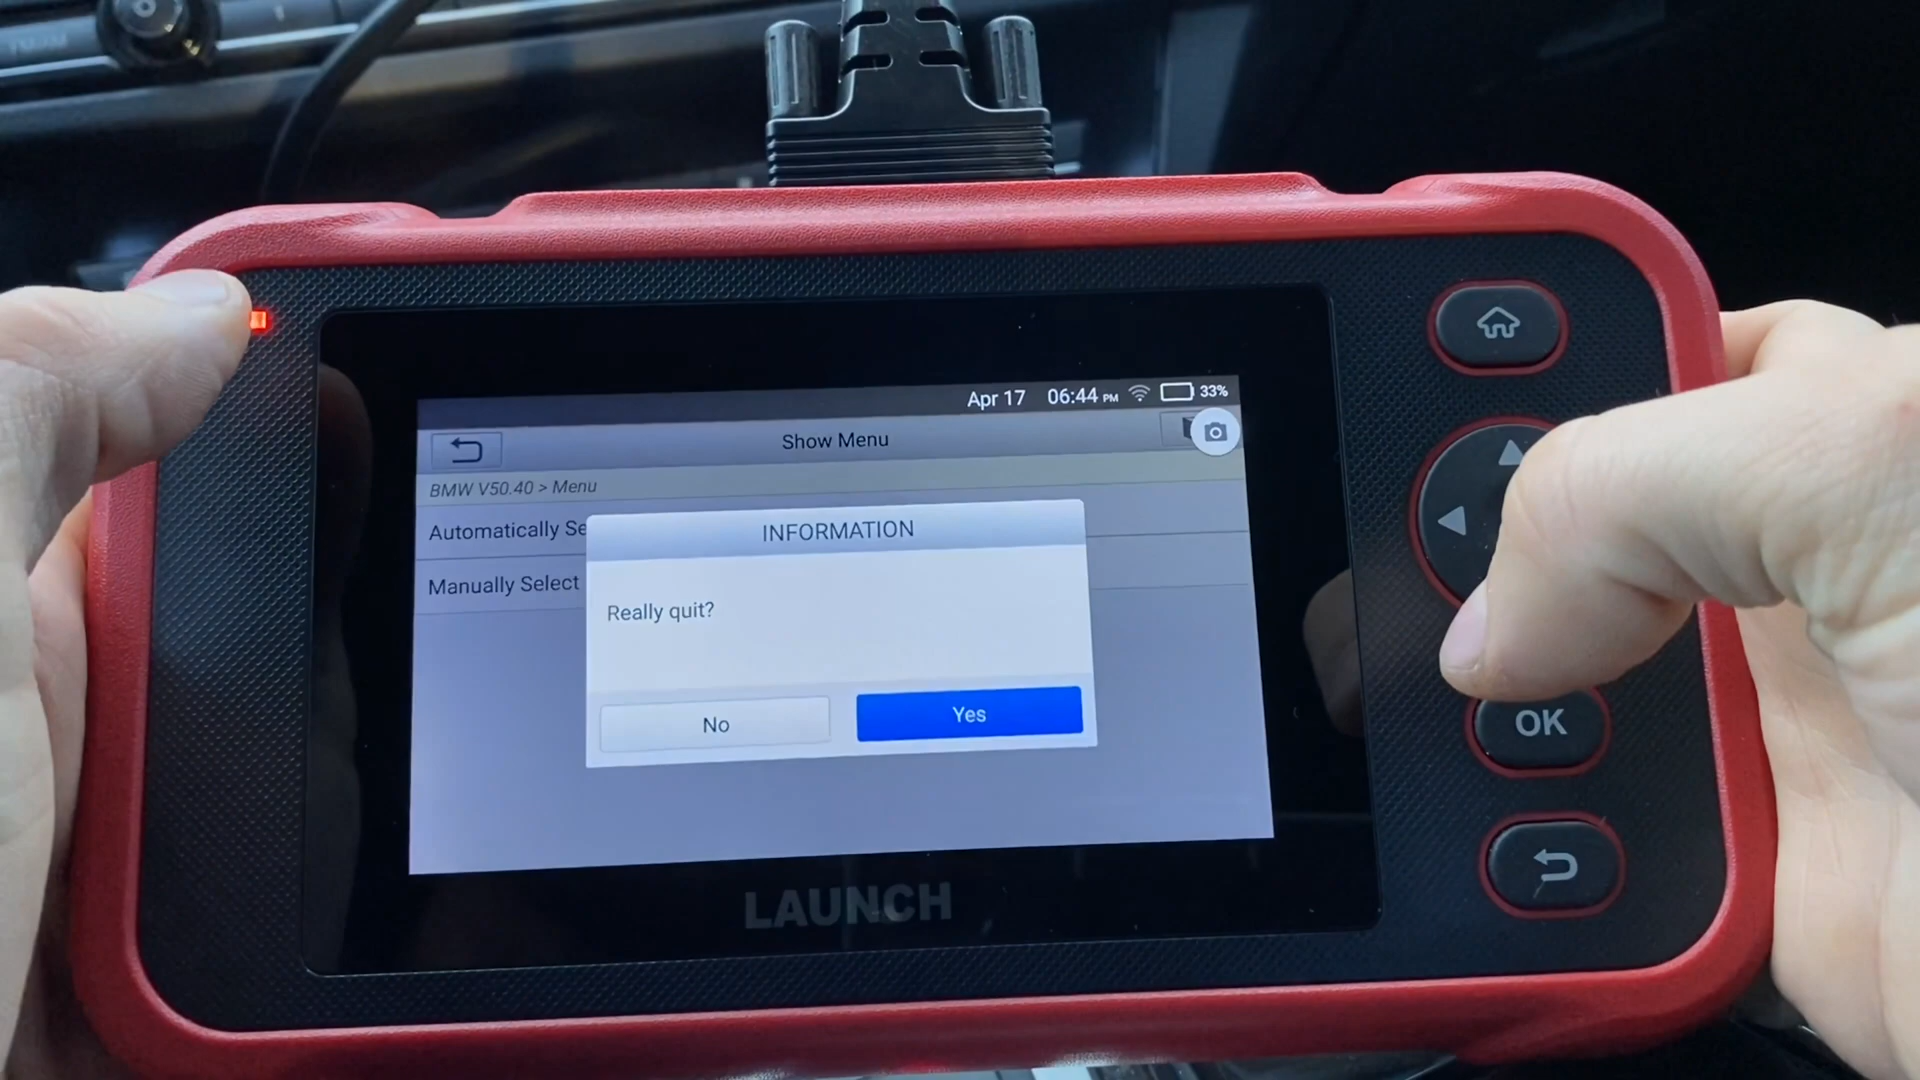 Apr 17 06:44 PM 33%
Show Menu
BMW V50.40 > Menu
Automatically Se
Manually Select
INFORMATION
Really quit?
No
Yes
OK
LAUNCH